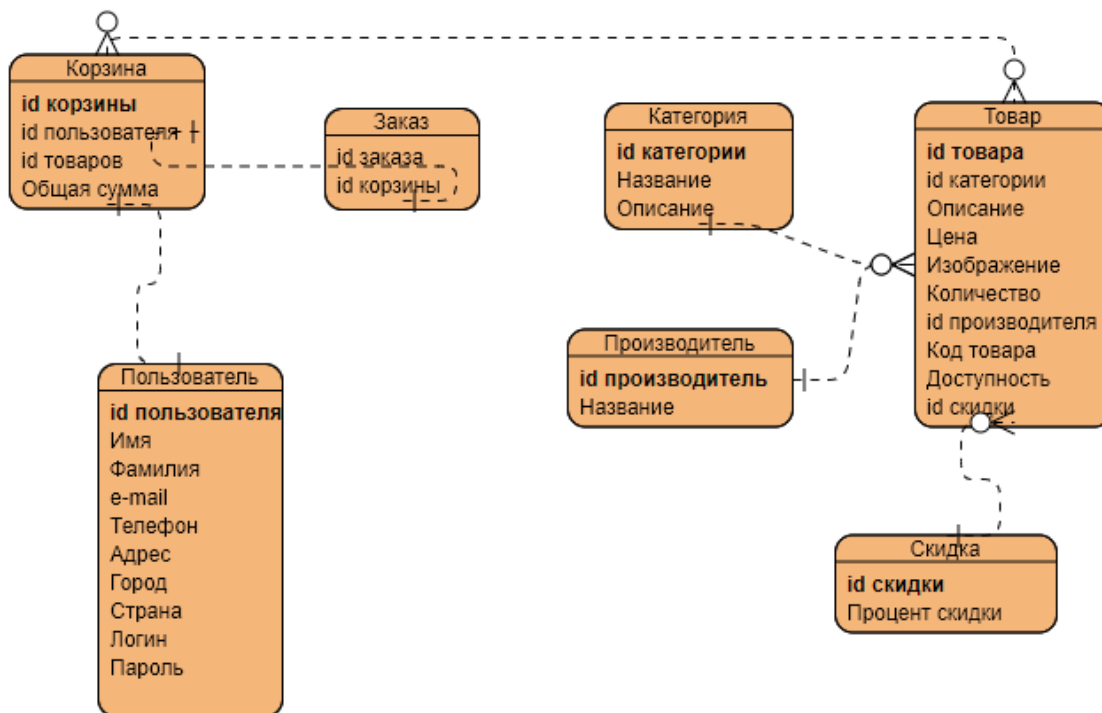 Корзина
id корзины
id пользователя
id товаров
Общая сумма
Заказ
id заказа
id корзины
Категория
id категории
Название
Описание
Товар
id товара
id категории
Описание
Цена
Изображение
Количество
id производителя
Код товара
Доступность
id скидки
Производитель
id производитель
Название
Пользователь
id пользователя
Имя
Фамилия
e-mail
Телефон
Адрес
Город
Страна
Логин
Пароль
Скидка
id скидки
Процент скидки